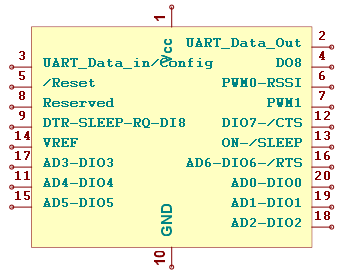 1
Vcc
UART_Data_Out 2
3 UART_Data_in/Config
DO8 4
5 /Reset
PWM0-RSSI 6
8 Reserved
PWM1 7
9 DTR-SLEEP-RQ-DI8
DIO7-/CTS 12
14 VREF
ON-/SLEEP 13
17 AD3-DIO3
AD6-DIO6-/RTS 16
11 AD4-DIO4
AD0-DIO0 20
15 AD5-DIO5
AD1-DIO1 19
AD2-DIO2 18
GND
10